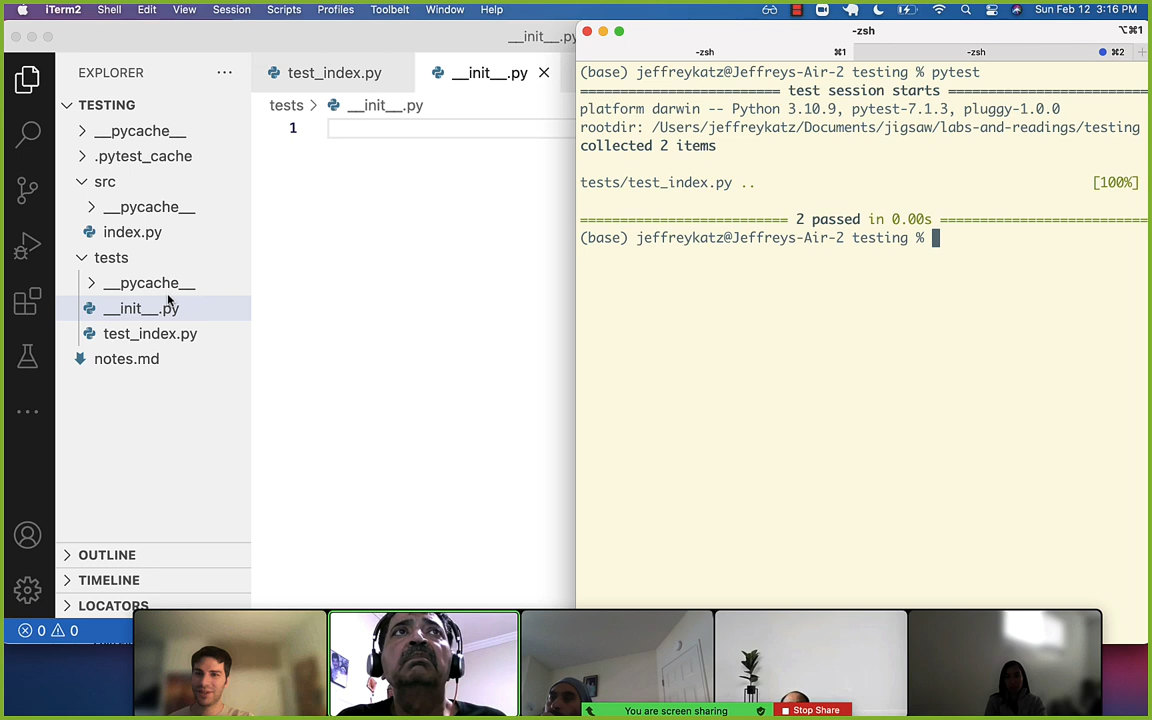 iTerm2 Shell Edit View Session Scripts Profiles Toolbelt Window Help Sun Feb 12 3:16 PM
__init__.py
-zsh ⌥⌘1
-zsh ⌘1 -zsh ⌘2
EXPLORER
TESTING
__pycache__
.pytest_cache
src
__pycache__
index.py
tests
__pycache__
__init__.py
test_index.py
notes.md
OUTLINE
TIMELINE
LOCATORS
0 0
test_index.py __init__.py
tests > __init__.py
1
(base) jeffreykatz@Jeffreys-Air-2 testing % pytest
========================= test session starts =========================
platform darwin -- Python 3.10.9, pytest-7.1.3, pluggy-1.0.0
rootdir: /Users/jeffreykatz/Documents/jigsaw/labs-and-readings/testing
collected 2 items
tests/test_index.py .. [100%]
========================== 2 passed in 0.00s ==========================
(base) jeffreykatz@Jeffreys-Air-2 testing %
You are screen sharing Stop Share